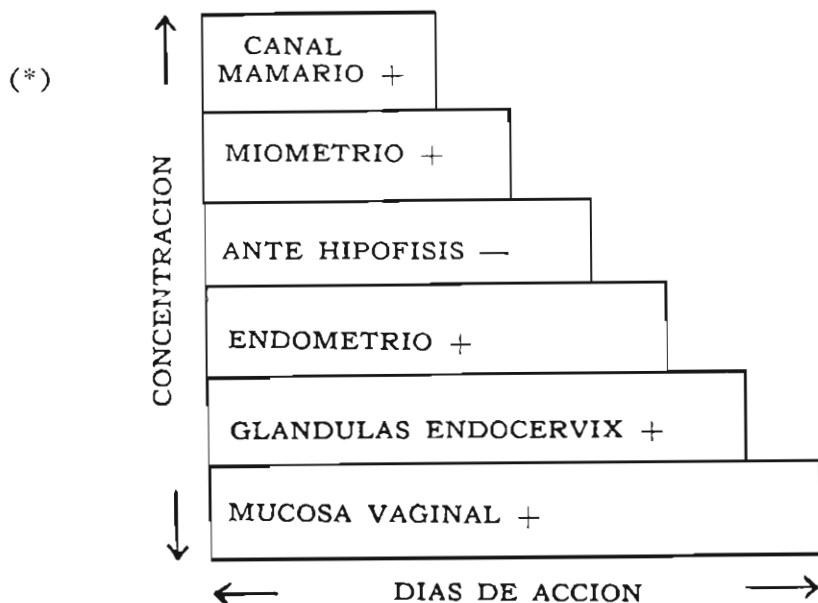 (*)
CANAL
MAMARIO +
MIOMETRIO +
ANTE HIPOFISIS —
ENDOMETRIO +
GLANDULAS ENDOCERVIX +
MUCOSA VAGINAL +
CONCENTRACION
DIAS DE ACCION